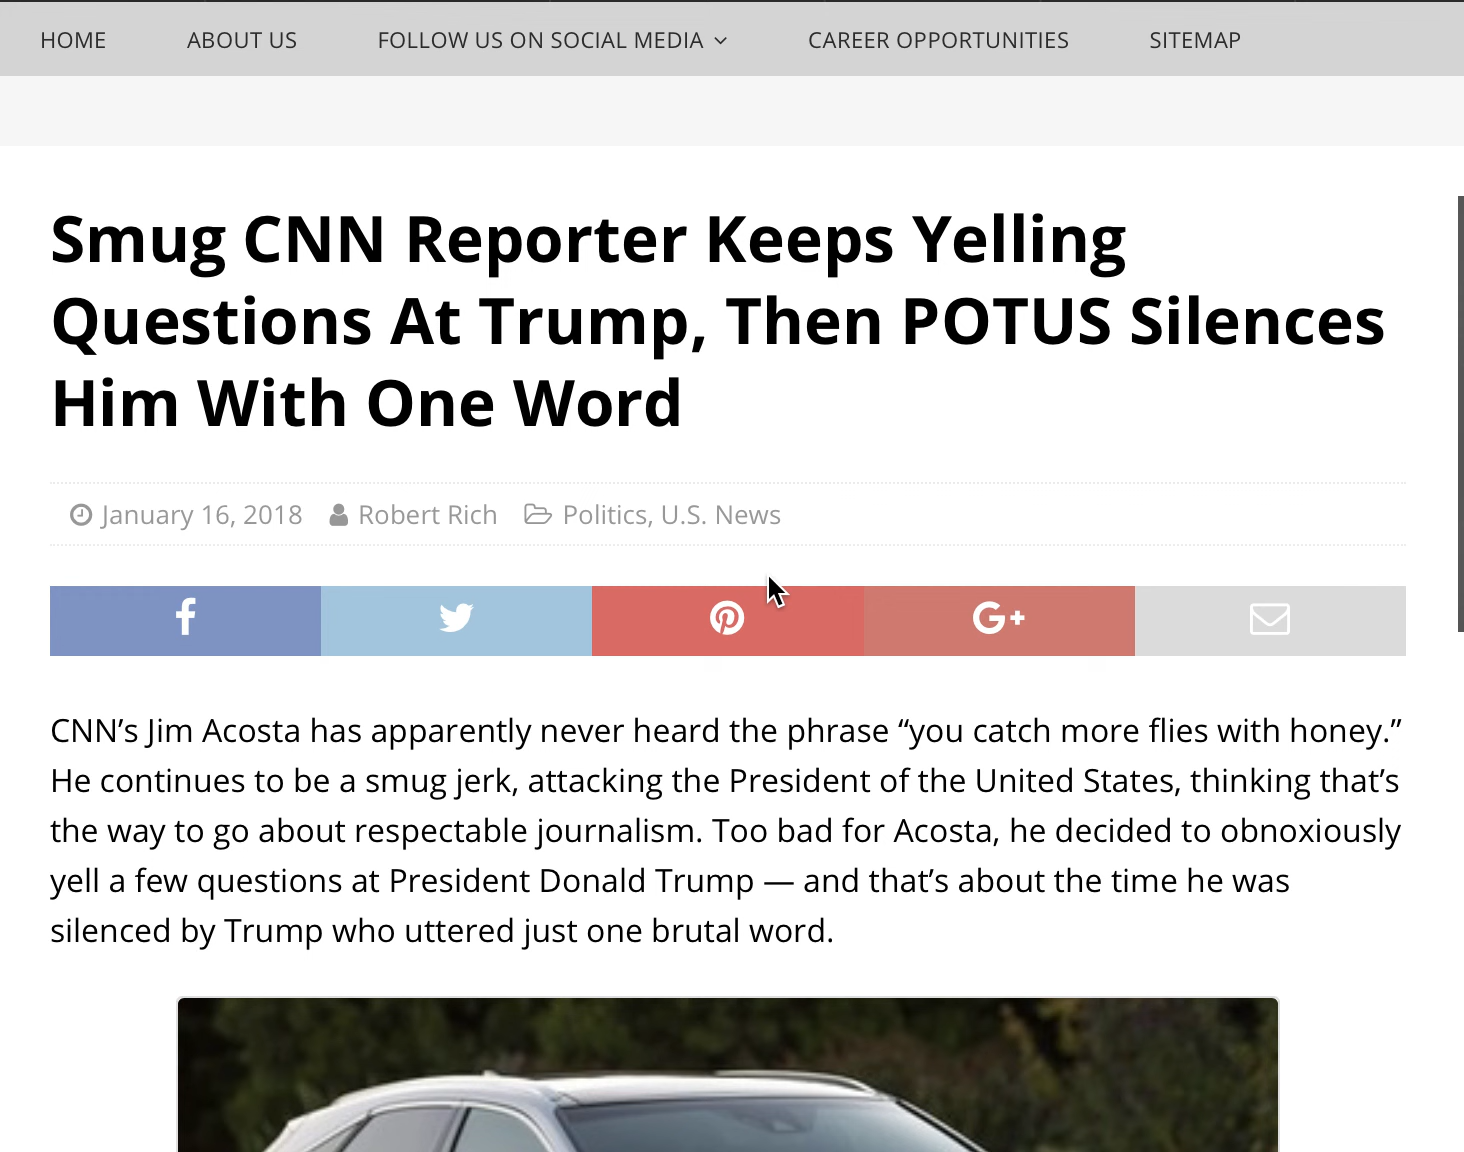 HOME ABOUT US FOLLOW US ON SOCIAL MEDIA CAREER OPPORTUNITIES SITEMAP
Smug CNN Reporter Keeps Yelling
Questions At Trump, Then POTUS Silences
Him With One Word
January 16, 2018 Robert Rich Politics, U.S. News
f G+
CNN’s Jim Acosta has apparently never heard the phrase “you catch more flies with honey.”
He continues to be a smug jerk, attacking the President of the United States, thinking that’s
the way to go about respectable journalism. Too bad for Acosta, he decided to obnoxiously
yell a few questions at President Donald Trump — and that’s about the time he was
silenced by Trump who uttered just one brutal word.